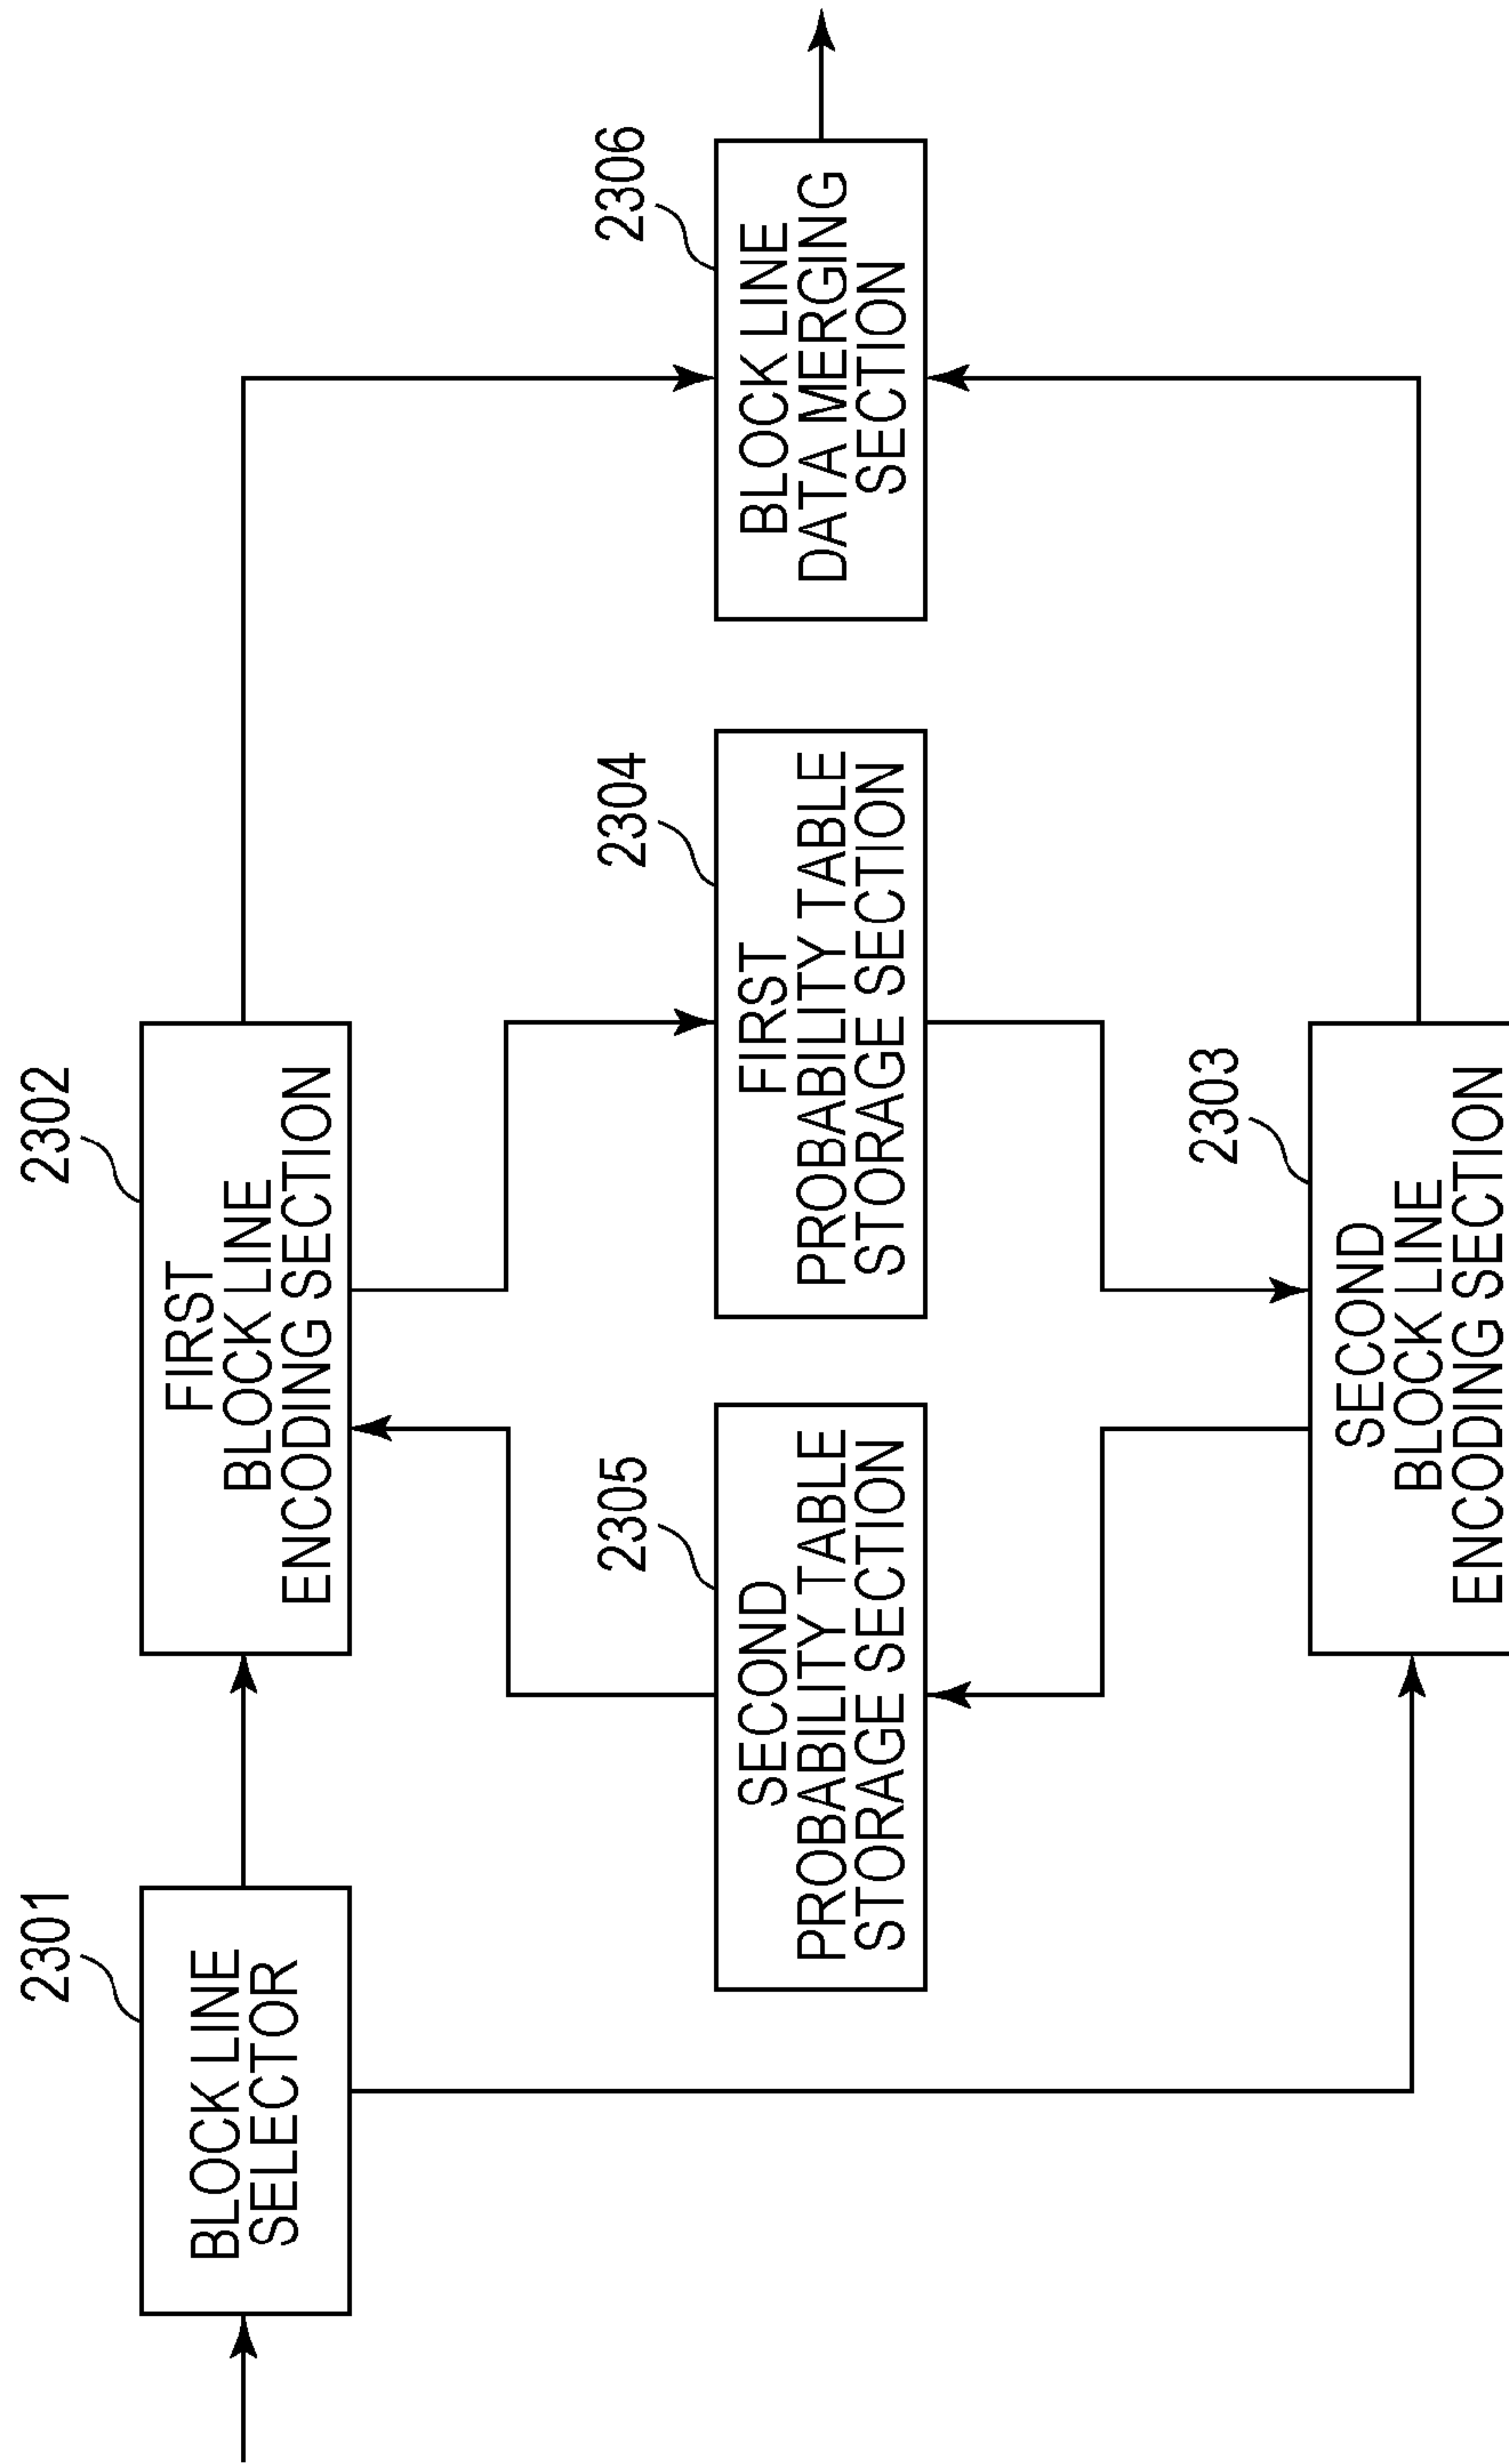 2301
BLOCK LINE
SELECTOR
2302
FIRST
BLOCK LINE
ENCODING SECTION
2305
SECOND
PROBABILITY TABLE
STORAGE SECTION
2304
FIRST
PROBABILITY TABLE
STORAGE SECTION
2306
BLOCK LINE
DATA MERGING
SECTION
2303
SECOND
BLOCK LINE
ENCODING SECTION